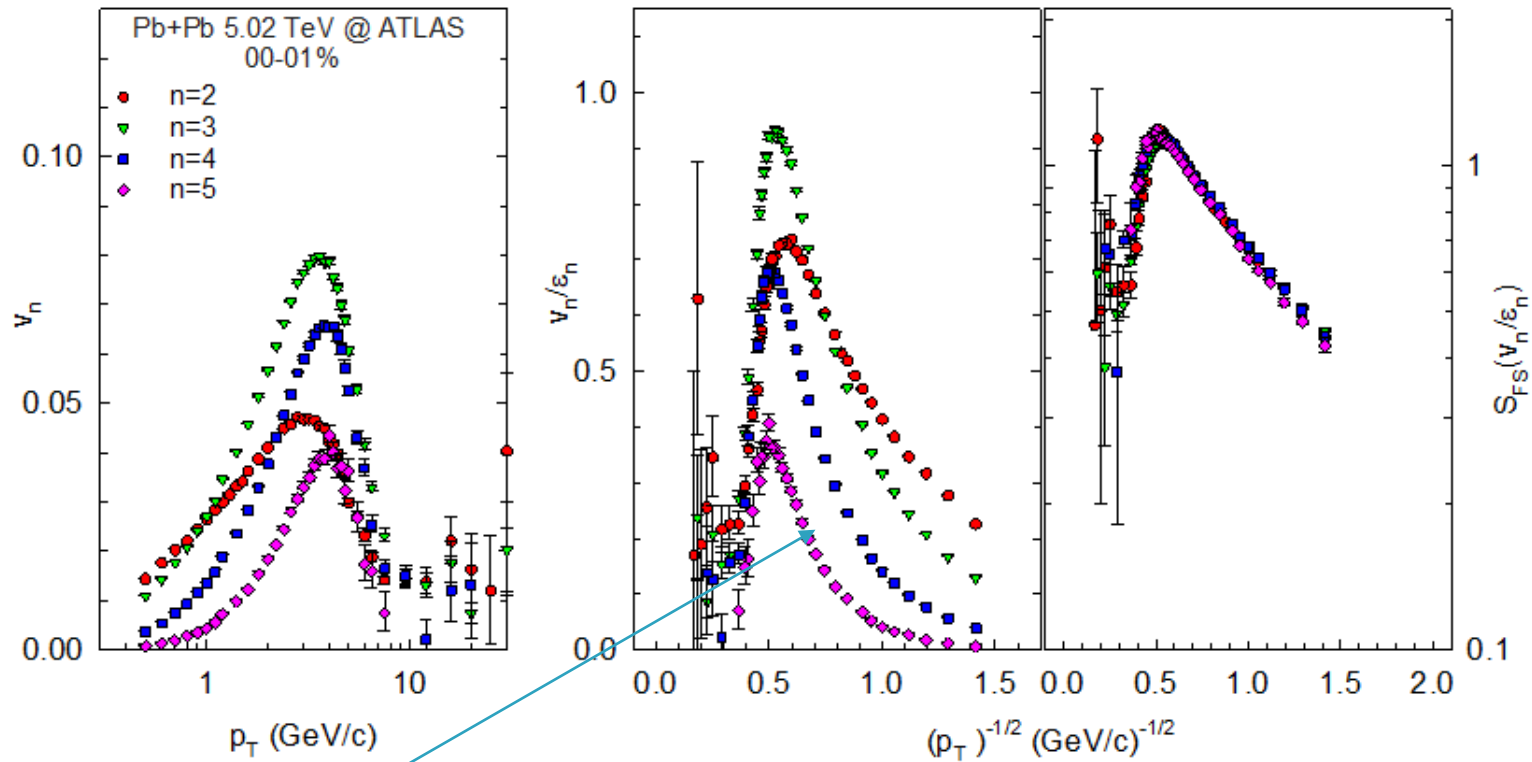 Pb+Pb 5.02 TeV @ ATLAS
00-01%
n=2
n=3
n=4
n=5
v_n
0.10
0.05
0.00
1 10
p_T (GeV/c)
v_n/ε_n
1.0
0.5
0.0
0.0 0.5 1.0 1.5
0.0 0.5 1.0 1.5 2.0
(p_T)^{-1/2} (GeV/c)^{-1/2}
1
0.1
S_{FS}(v_n/ε_n)